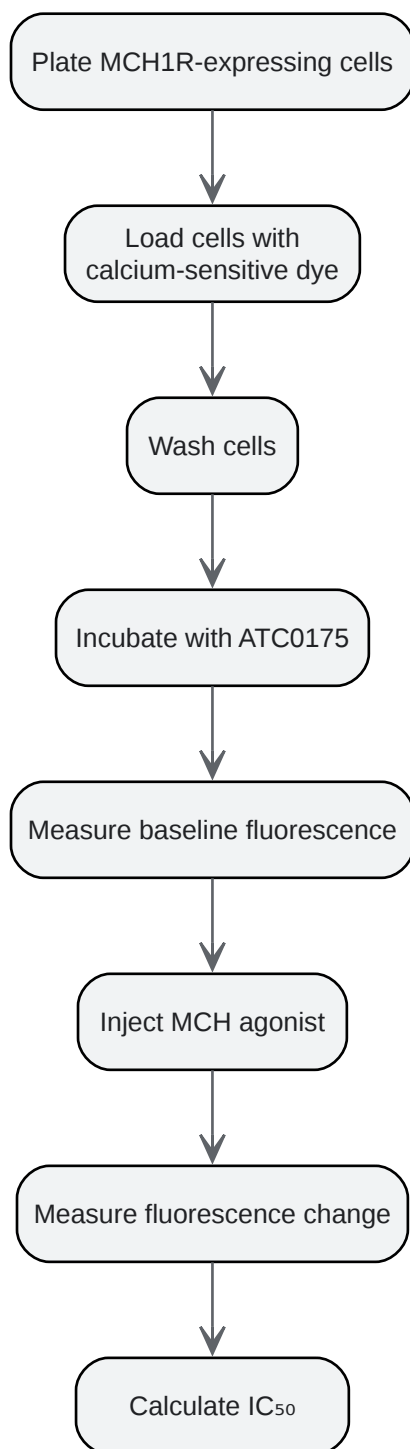 Plate MCH1R-expressing cells
Load cells with
calcium-sensitive dye
Wash cells
Incubate with ATC0175
Measure baseline fluorescence
Inject MCH agonist
Measure fluorescence change
Calculate IC₅₀